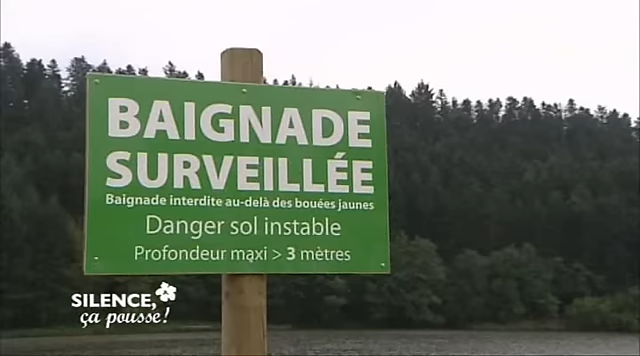 BAIGNADE
SURVEILLÉE
Baignade interdite au-delà des bouées jaunes
Danger sol instable
Profondeur maxi > 3 mètres
SILENCE,
ça pousse!